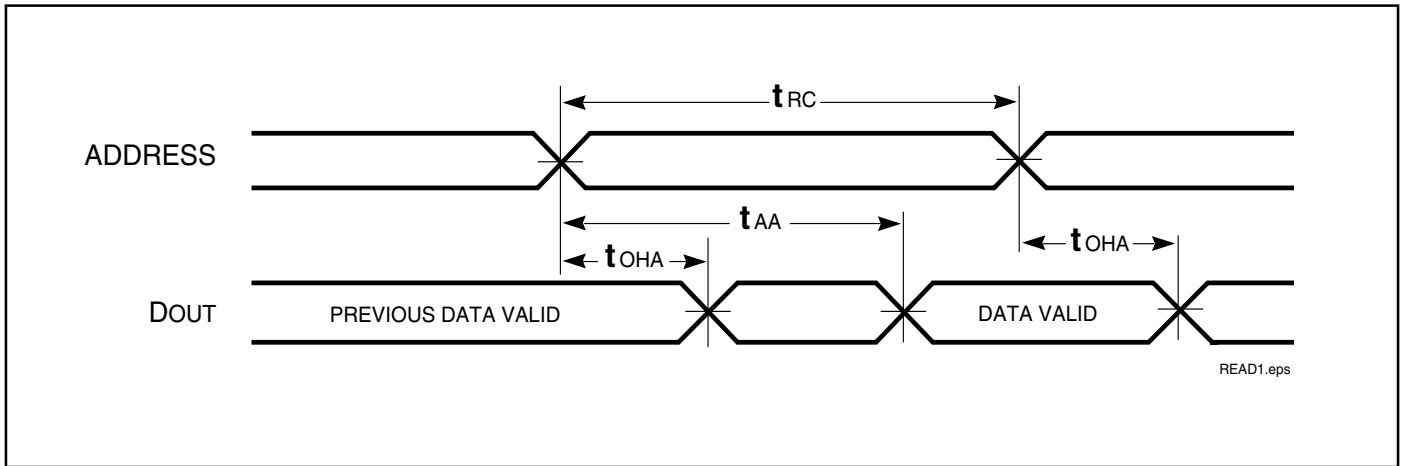 tRC
ADDRESS
tAA
tOHA
tOHA
DOUT
PREVIOUS DATA VALID
DATA VALID
READ1.eps